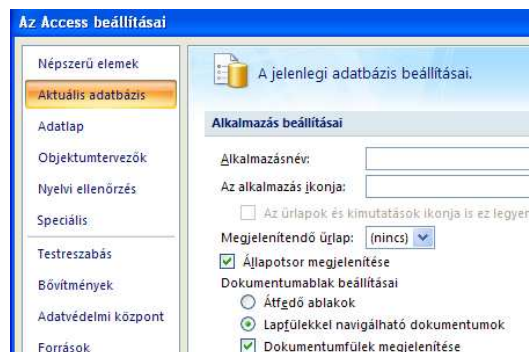 Az Access beállításai
Népszerű elemek
Aktuális adatbázis
Adatlap
Objektumtervezők
Nyelvi ellenőrzés
Speciális
Testreszabás
Bővítmények
Adatvédelmi központ
Források
A jelenlegi adatbázis beállításai.
Alkalmazás beállításai
Alkalmazásnév:
Az alkalmazás ikonja:
Az űrlapok és kimutatások ikonja is ez legyen
Megjelenítendő űrlap: (nincs)
Állapotsor megjelenítése
Dokumentumablak beállításai
Átfedő ablakok
Lapfülekkel navigálható dokumentumok
Dokumentumfülek megjelenítése